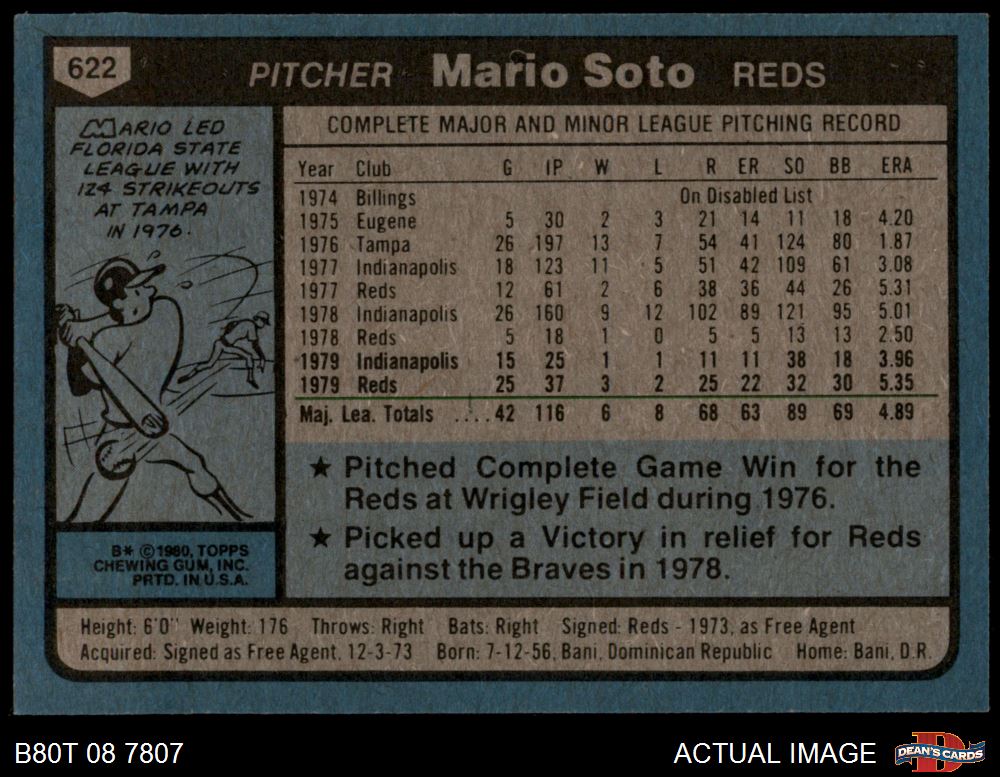 622
PITCHER Mario Soto REDS
MARIO LED
FLORIDA STATE
LEAGUE WITH
124 STRIKEOUTS
AT TAMPA
IN 1976.
COMPLETE MAJOR AND MINOR LEAGUE PITCHING RECORD
Year Club G IP W L R ER SO BB ERA
1974 Billings On Disabled List
1975 Eugene 5 30 2 3 21 14 11 18 4.20
1976 Tampa 26 197 13 7 54 41 124 80 1.87
1977 Indianapolis 18 123 11 5 51 42 109 61 3.08
1977 Reds 12 61 2 6 38 36 44 26 5.31
1978 Indianapolis 26 160 9 12 102 89 121 95 5.01
1978 Reds 5 18 1 0 5 5 13 13 2.50
1979 Indianapolis 15 25 1 1 11 11 38 18 3.96
1979 Reds 25 37 3 2 25 22 32 30 5.35
Maj. Lea. Totals ....42 116 6 8 68 63 89 69 4.89
★ Pitched Complete Game Win for the
Reds at Wrigley Field during 1976.
★ Picked up a Victory in relief for Reds
against the Braves in 1978.
B* ©1980, TOPPS
CHEWING GUM, INC.
PRTD. IN U.S.A.
Height: 6'0" Weight: 176 Throws: Right Bats: Right Signed: Reds - 1973, as Free Agent
Acquired: Signed as Free Agent, 12-3-73 Born: 7-12-56, Bani, Dominican Republic Home: Bani, D.R.
B80T 08 7807
ACTUAL IMAGE
D
DEAN'S CARDS